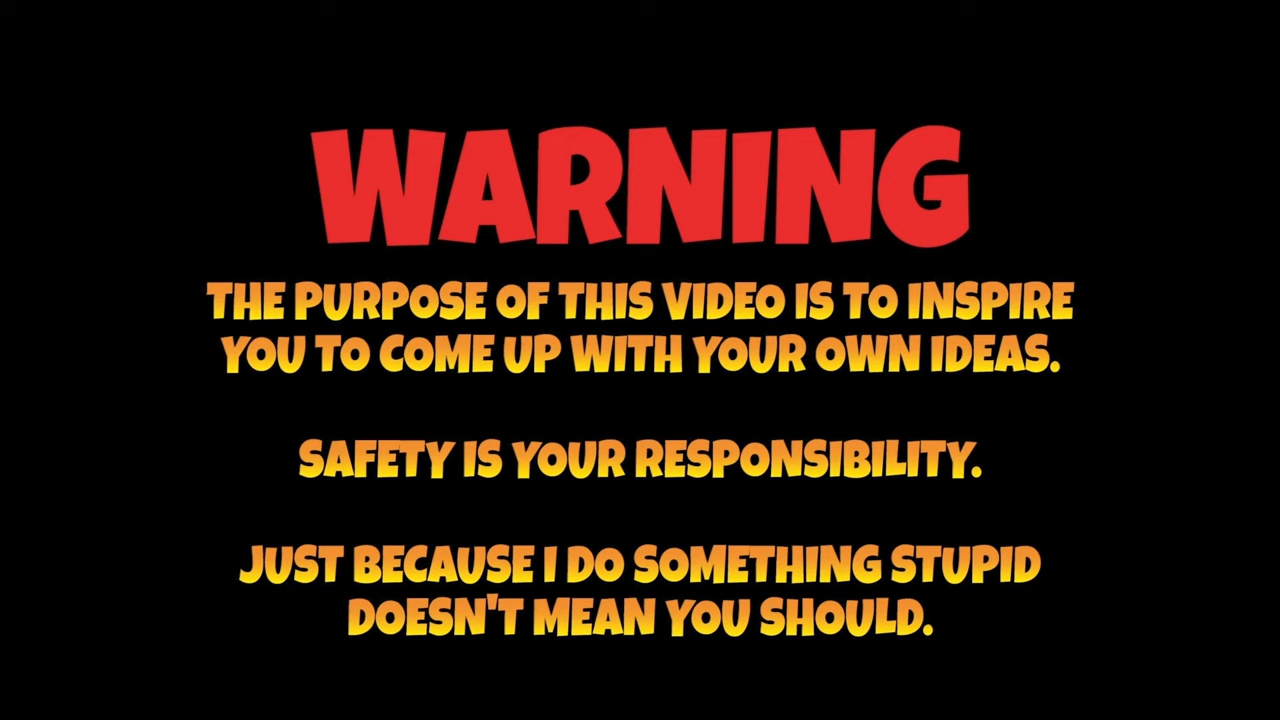 WARNING
THE PURPOSE OF THIS VIDEO IS TO INSPIRE
YOU TO COME UP WITH YOUR OWN IDEAS.
SAFETY IS YOUR RESPONSIBILITY.
JUST BECAUSE I DO SOMETHING STUPID
DOESN'T MEAN YOU SHOULD.